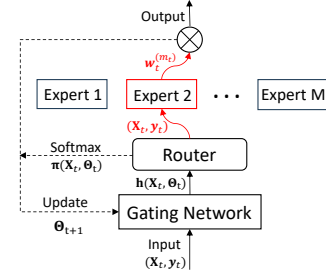 Output
w_t^(m_t)
Expert 1
Expert 2
• • •
Expert M
(X_t, y_t)
Softmax
π(X_t, Θ_t)
Router
h(X_t, Θ_t)
Update
Θ_{t+1}
Gating Network
Input
(X_t, y_t)